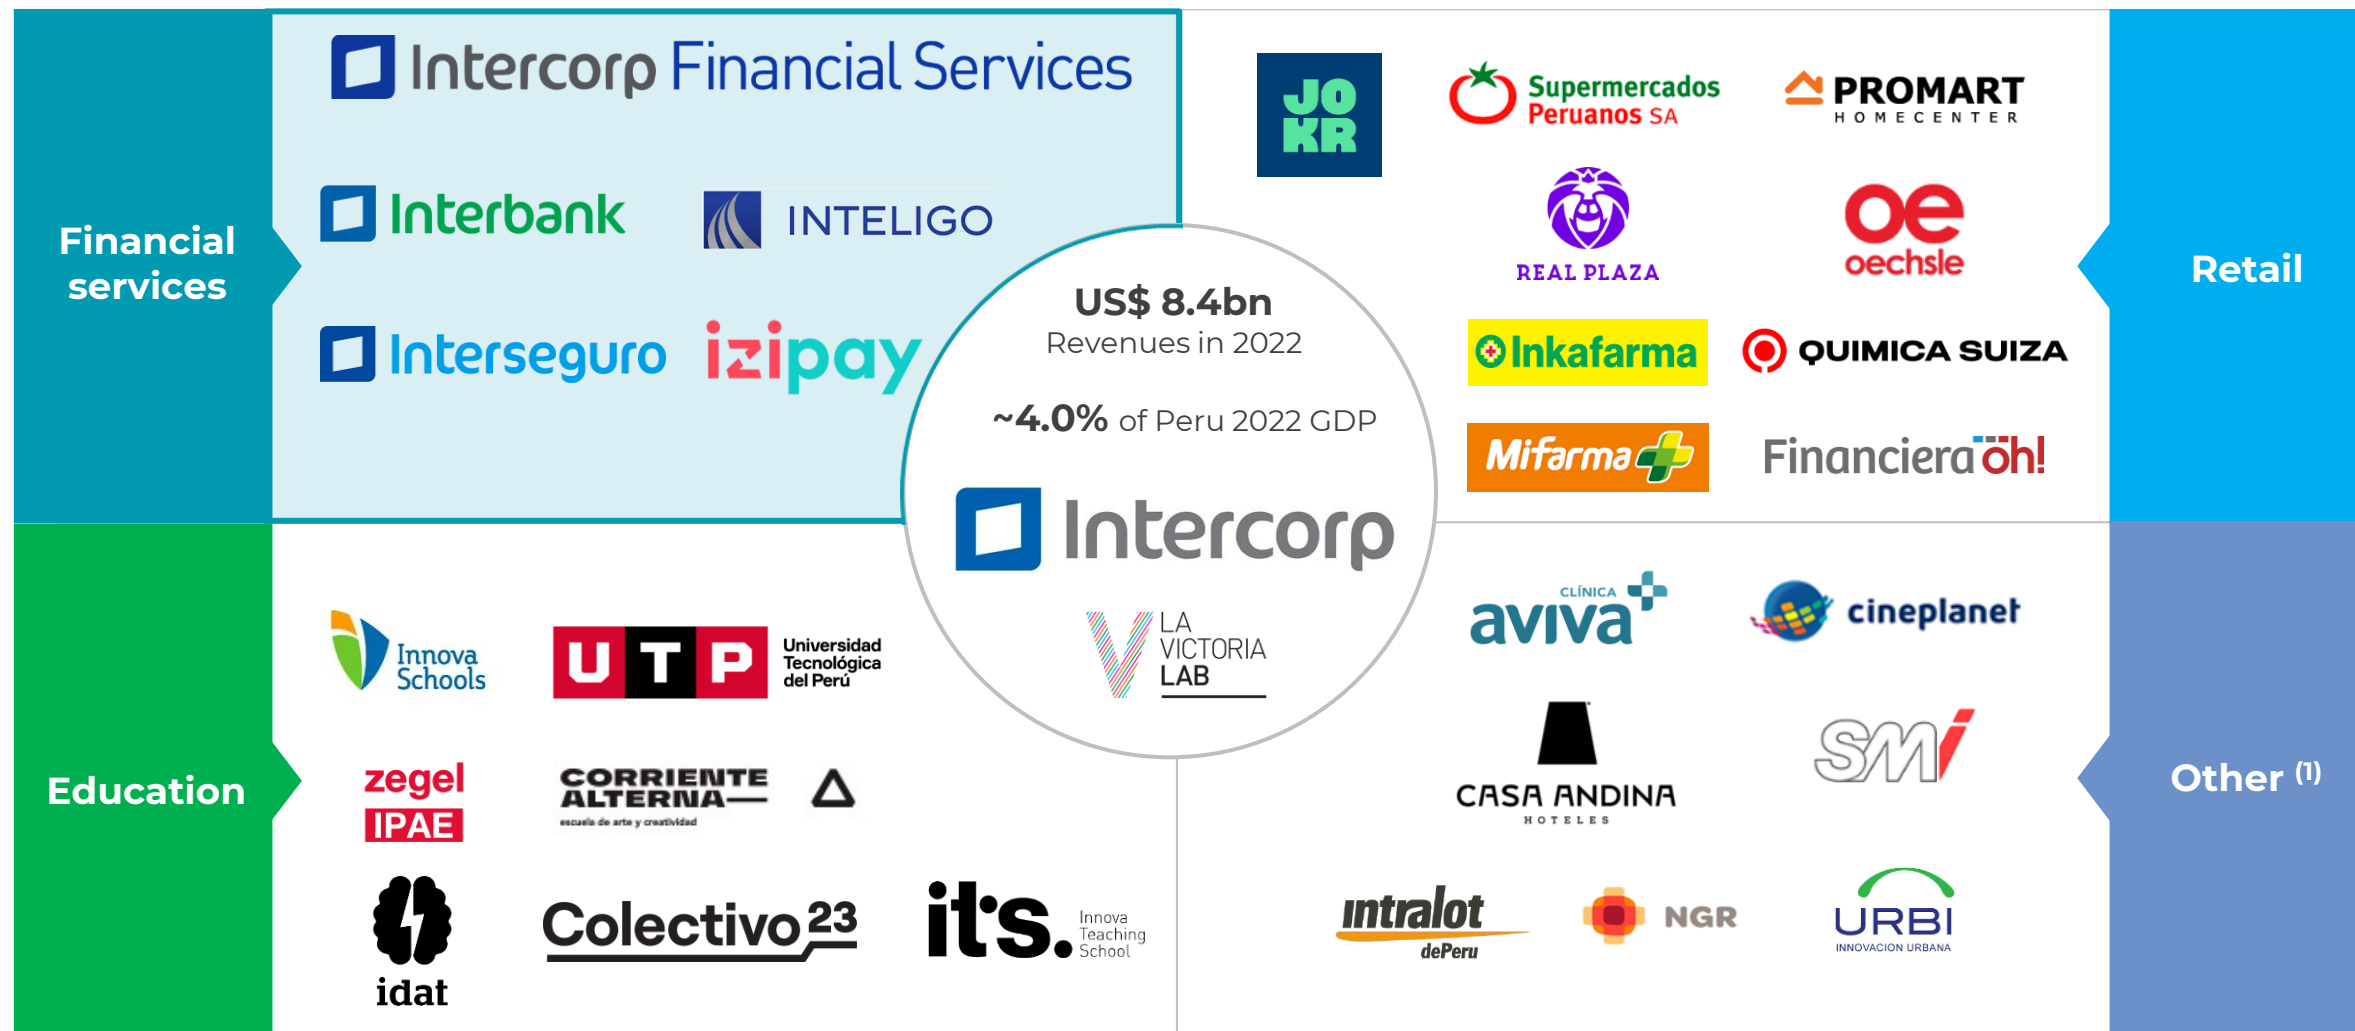 Financial
services
Intercorp Financial Services
Interbank
INTELIGO
Interseguro
izipay
JO
KR
Supermercados
Peruanos SA
PROMART
HOMECENTER
REAL PLAZA
oe
oechsle
Inkafarma
QUIMICA SUIZA
Mifarma
Financiera oh!
Retail
US$ 8.4bn
Revenues in 2022
~4.0% of Peru 2022 GDP
Intercorp
LA
VICTORIA
LAB
Education
Innova
Schools
UTP
Universidad
Tecnológica
del Perú
zegel
IPAE
CORRIENTE
ALTERNA
escuela de arte y creatividad
idat
Colectivo 23
it's.
Innova
Teaching
School
CLÍNICA
aviva
cineplanet
CASA ANDINA
HOTELES
SMi
intralot
dePeru
NGR
URBI
INNOVACION URBANA
Other (1)